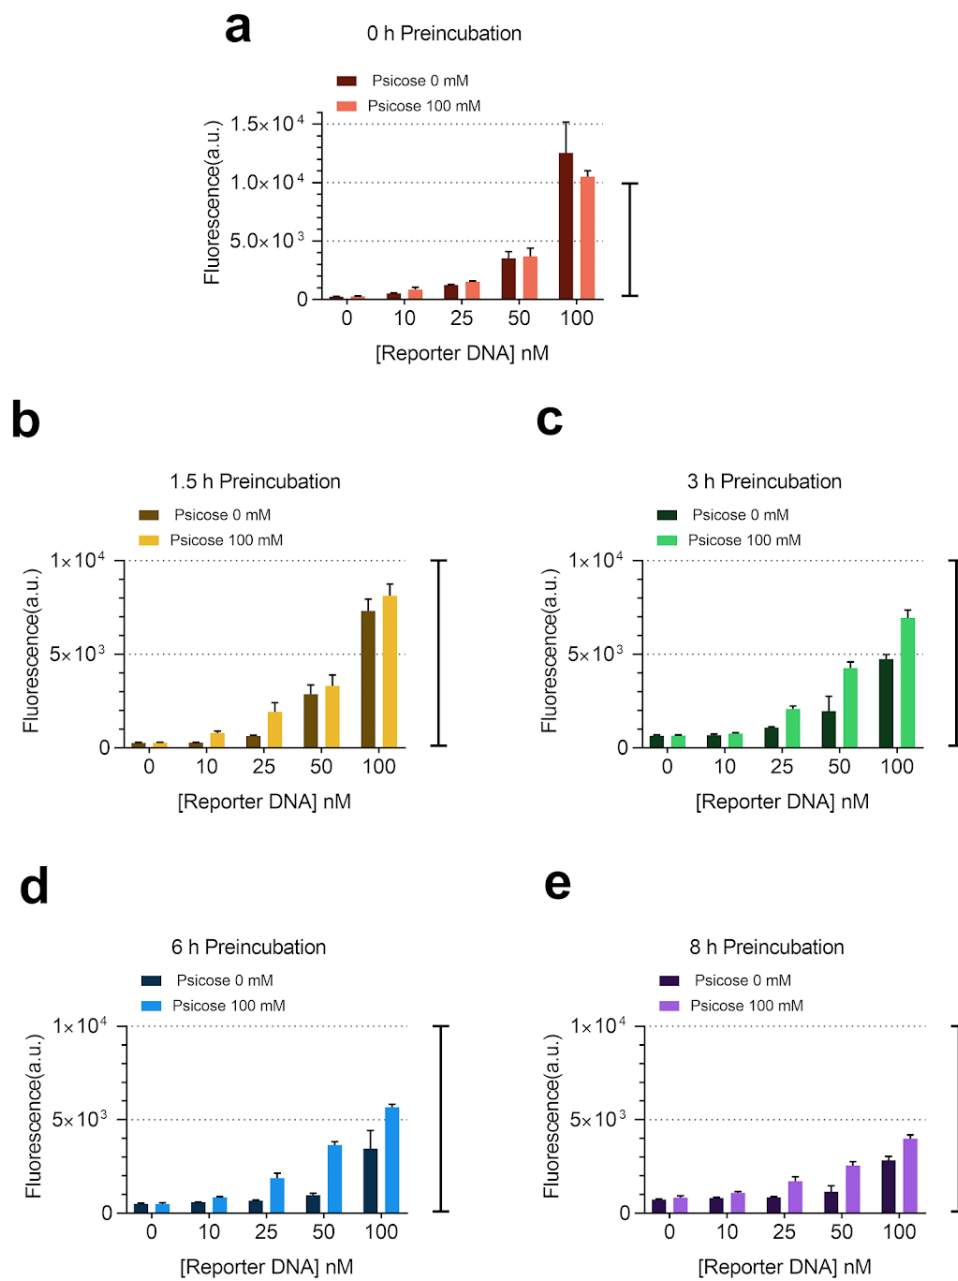 a
0 h Preincubation
Psicose 0 mM
Psicose 100 mM
Fluorescence(a.u.)
1.5×10⁴
1.0×10⁴
5.0×10³
0
0 10 25 50 100
[Reporter DNA] nM
b
1.5 h Preincubation
Psicose 0 mM
Psicose 100 mM
Fluorescence(a.u.)
1×10⁴
5×10³
0
0 10 25 50 100
[Reporter DNA] nM
c
3 h Preincubation
Psicose 0 mM
Psicose 100 mM
Fluorescence(a.u.)
1×10⁴
5×10³
0
0 10 25 50 100
[Reporter DNA] nM
d
6 h Preincubation
Psicose 0 mM
Psicose 100 mM
Fluorescence(a.u.)
1×10⁴
5×10³
0
0 10 25 50 100
[Reporter DNA] nM
e
8 h Preincubation
Psicose 0 mM
Psicose 100 mM
Fluorescence(a.u.)
1×10⁴
5×10³
0
0 10 25 50 100
[Reporter DNA] nM